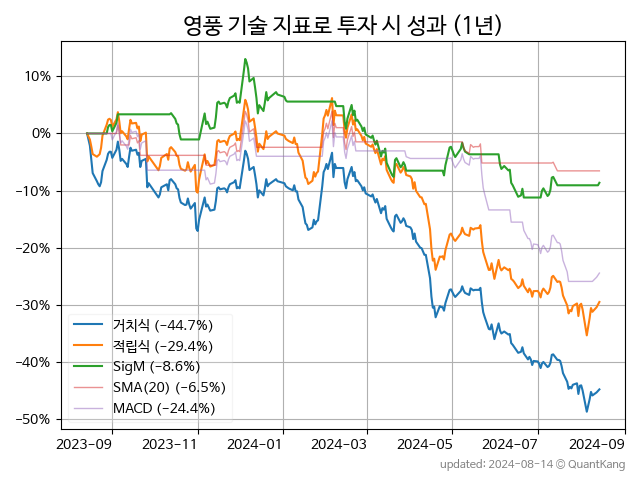 영풍 기술 지표로 투자 시 성과 (1년)
10%
0%
−10%
−20%
−30%
−40%
−50%
거치식 (−44.7%)
적립식 (−29.4%)
SigM (−8.6%)
SMA(20) (−6.5%)
MACD (−24.4%)
2023-09 2023-11 2024-01 2024-03 2024-05 2024-07 2024-09
updated: 2024-08-14 © QuantKang